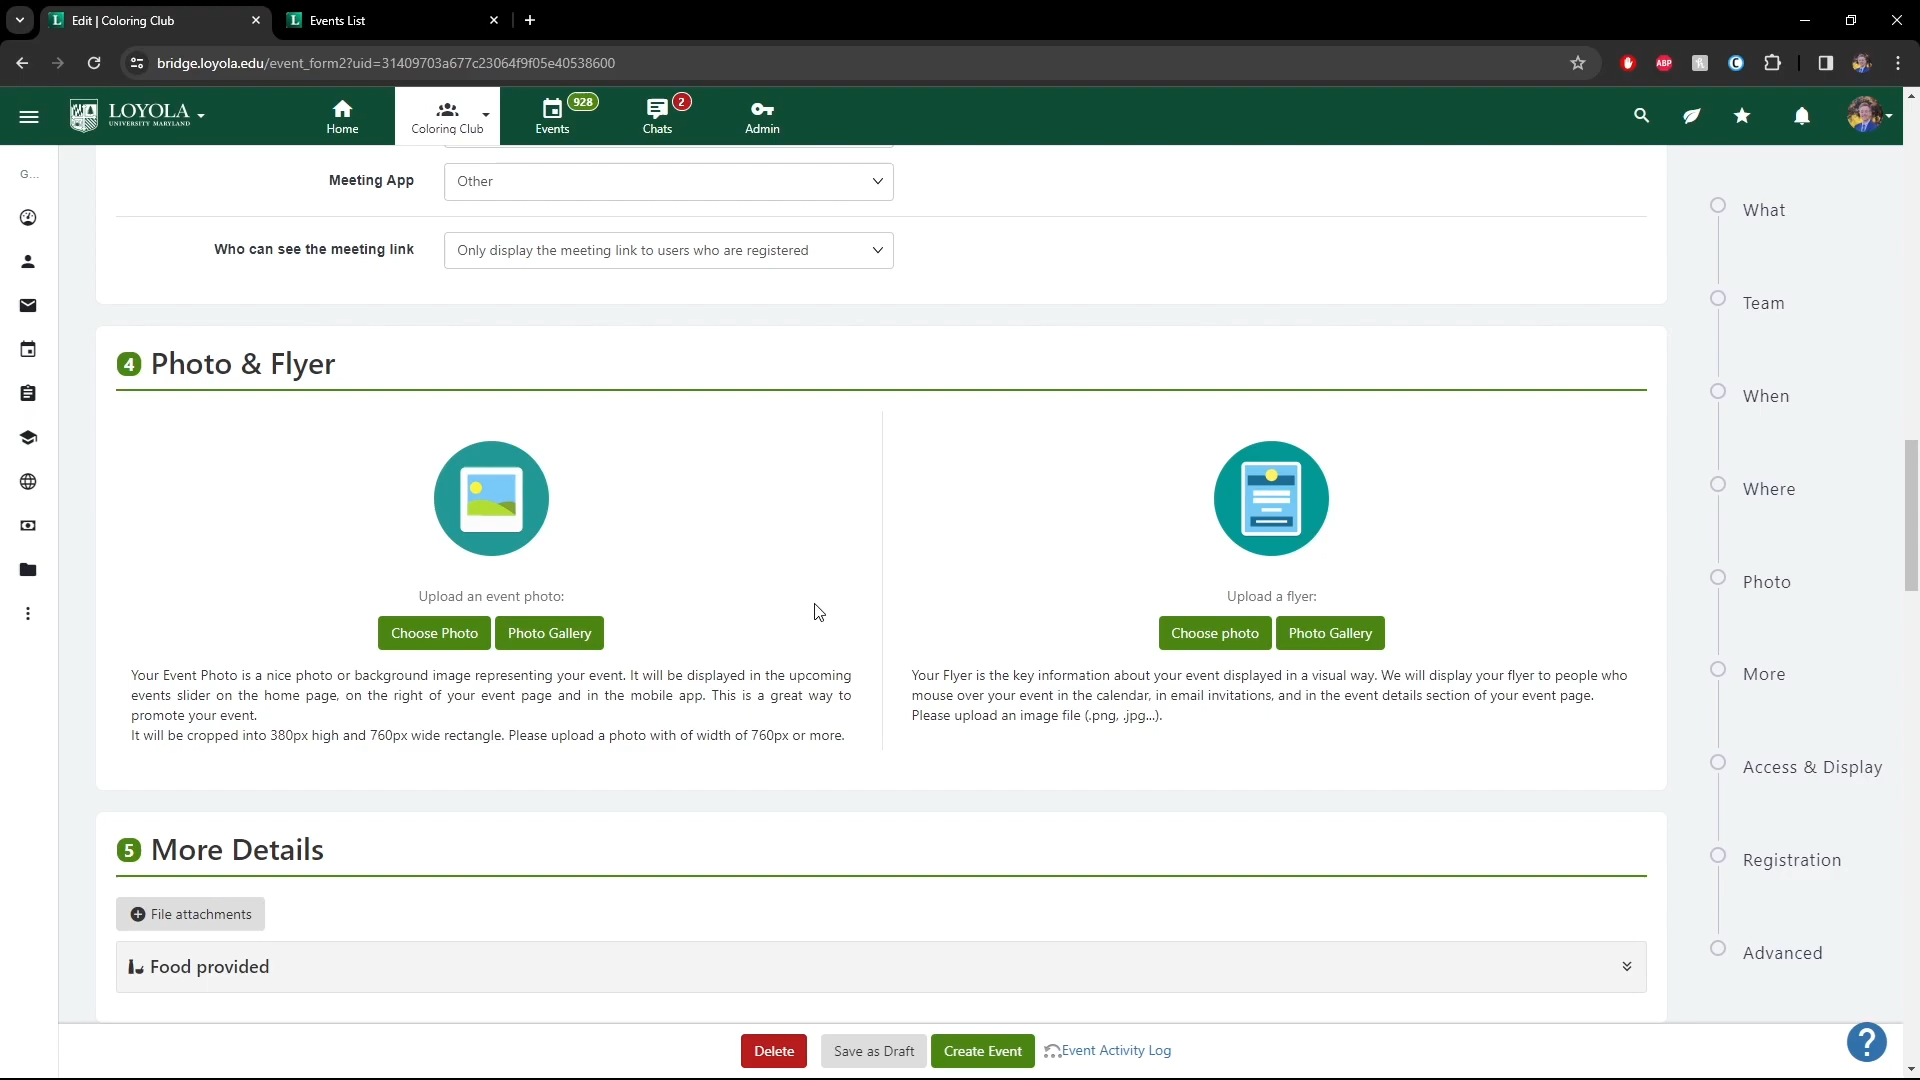 Edit | Coloring Club
Events List
bridge.loyola.edu/event_form2?uid=31409703a677c23064f9f05e40538600
ABP
LOYOLA
UNIVERSITY MARYLAND
Home
Coloring Club
928
Events
2
Chats
Admin
G...
Meeting App
Other
Who can see the meeting link
Only display the meeting link to users who are registered
4 Photo & Flyer
Upload an event photo:
Choose Photo
Photo Gallery
Your Event Photo is a nice photo or background image representing your event. It will be displayed in the upcoming
events slider on the home page, on the right of your event page and in the mobile app. This is a great way to
promote your event.
It will be cropped into 380px high and 760px wide rectangle. Please upload a photo with of width of 760px or more.
Upload a flyer:
Choose photo
Photo Gallery
Your Flyer is the key information about your event displayed in a visual way. We will display your flyer to people who
mouse over your event in the calendar, in email invitations, and in the event details section of your event page.
Please upload an image file (.png, .jpg...).
5 More Details
File attachments
Food provided
Delete
Save as Draft
Create Event
Event Activity Log
What
Team
When
Where
Photo
More
Access & Display
Registration
Advanced
?